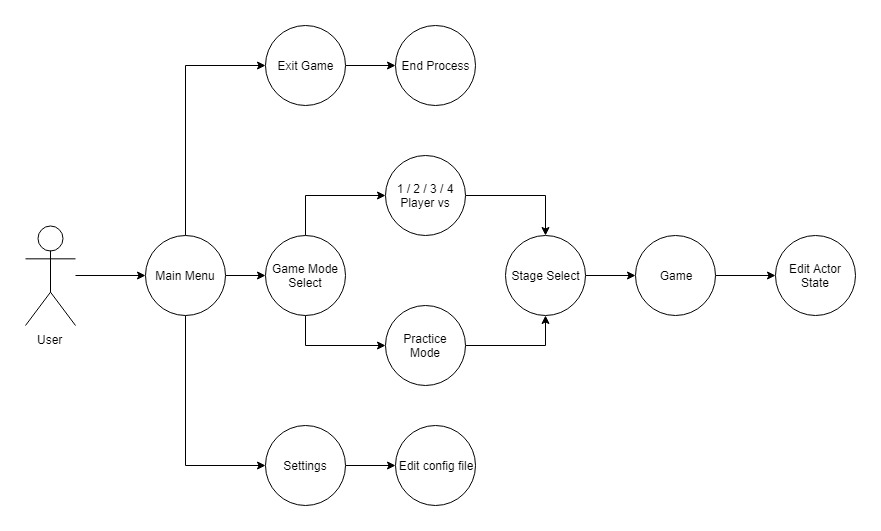 Exit Game
End Process
1 / 2 / 3 / 4
Player vs
User
Main Menu
Game Mode
Select
Stage Select
Game
Edit Actor
State
Practice
Mode
Settings
Edit config file